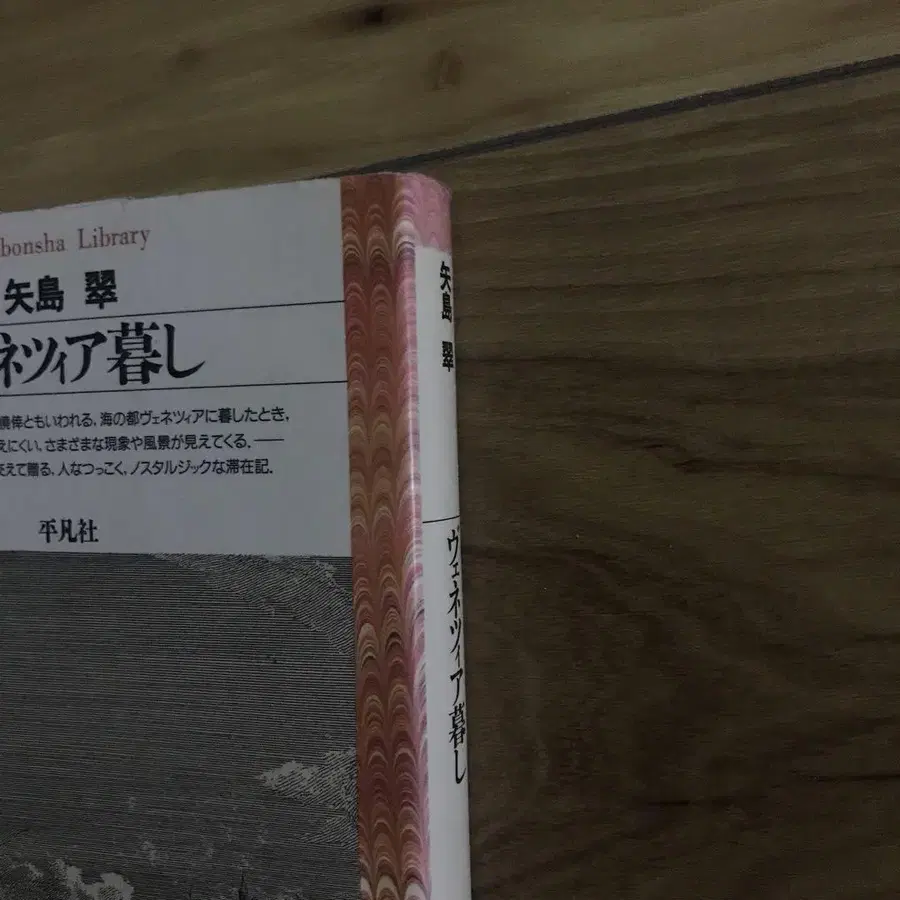 bonsha Library
矢島 翠
ネツィア暮し
僥倖ともいわれる、海の都ヴェネツィアに暮したとき、
えにくい、さまざまな現象や風景が見えてくる、――
交えて贈る、人なつっこく、ノスタルジックな滞在記.
平凡社
矢島 翠
ヴェネツィア暮し